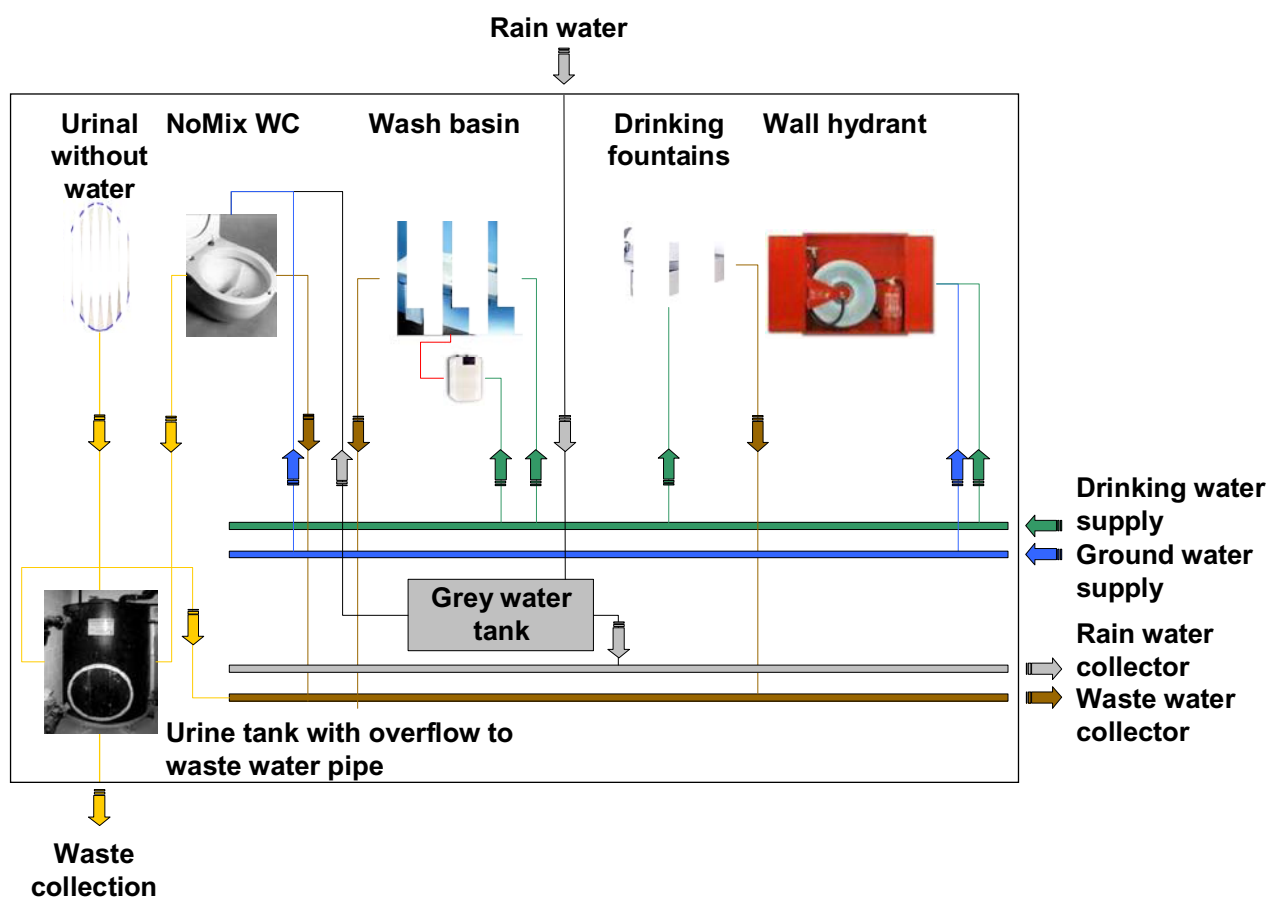 Rain water
Urinal
without
water
NoMix WC
Wash basin
Drinking
fountains
Wall hydrant
Drinking water
supply
Ground water
supply
Grey water
tank
Rain water
collector
Waste water
collector
Urine tank with overflow to
waste water pipe
Waste
collection